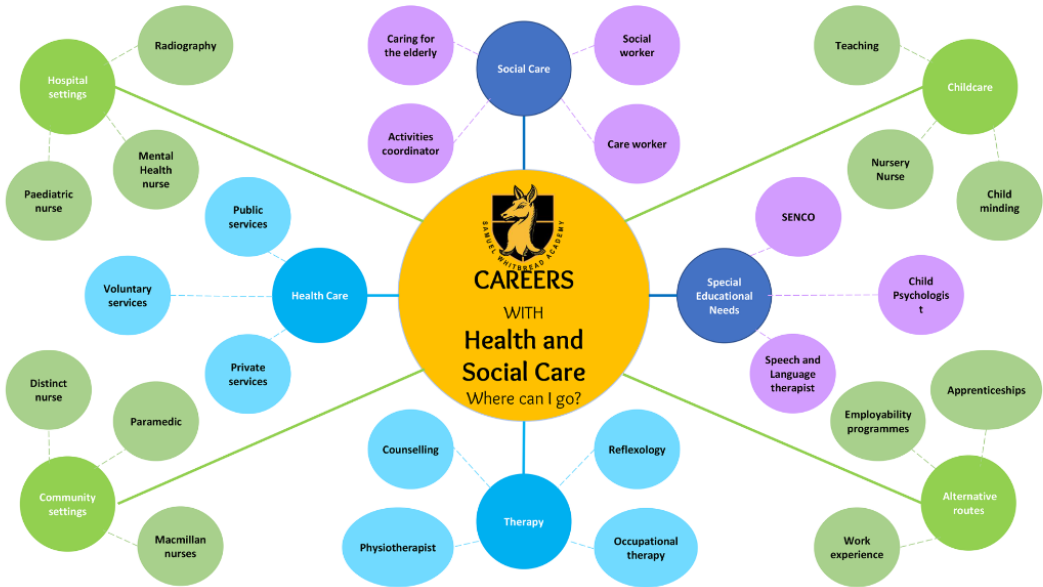 Radiography
Hospital
settings
Mental
Health
nurse
Paediatric
nurse
Caring for
the elderly
Social Care
Social
worker
Activities
coordinator
Care worker
Teaching
Childcare
Nursery
Nurse
Child
minding
Public
services
Voluntary
services
Health Care
Private
services
SAMUEL WHITBREAD ACADEMY
CAREERS
WITH
Health and
Social Care
Where can I go?
SENCO
Special
Educational
Needs
Child
Psychologis
t
Speech and
Language
therapist
Distinct
nurse
Paramedic
Community
settings
Macmillan
nurses
Counselling
Reflexology
Therapy
Physiotherapist
Occupational
therapy
Apprenticeships
Employability
programmes
Alternative
routes
Work
experience